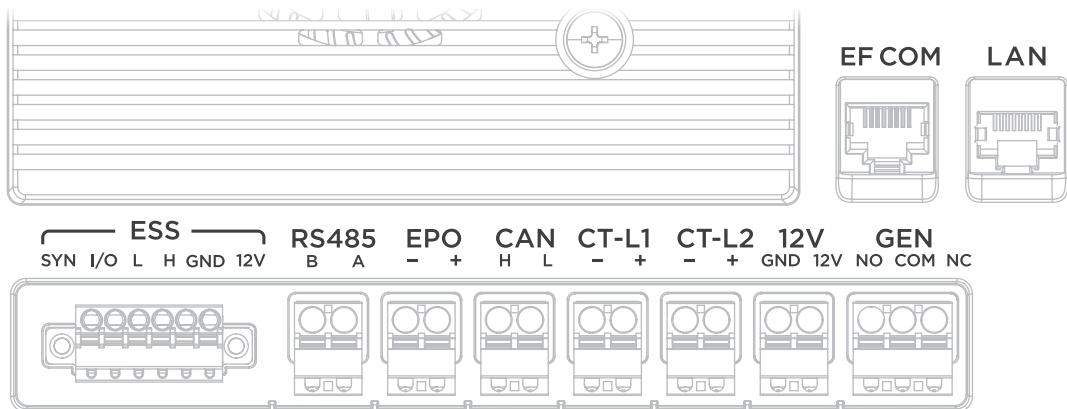 EF COM LAN
ESS
RS485 EPO CAN CT-L1 CT-L2 12V GEN
SYN I/O L H GND 12V B A − + H L − + − + GND 12V NO COM NC